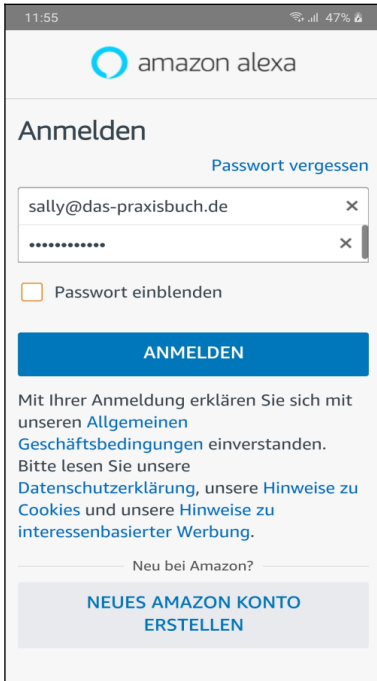 11:55 47%
amazon alexa
Anmelden
Passwort vergessen
sally@das-praxisbuch.de ×
•••••••••••• ×
Passwort einblenden
ANMELDEN
Mit Ihrer Anmeldung erklären Sie sich mit
unseren Allgemeinen
Geschäftsbedingungen einverstanden.
Bitte lesen Sie unsere
Datenschutzerklärung, unsere Hinweise zu
Cookies und unsere Hinweise zu
interessenbasierter Werbung.
Neu bei Amazon?
NEUES AMAZON KONTO
ERSTELLEN